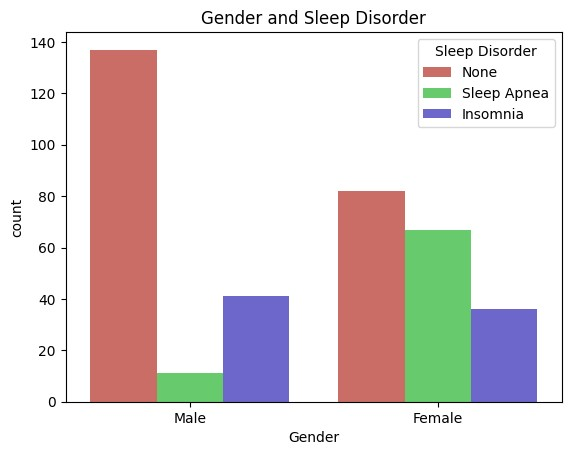 Gender and Sleep Disorder
140
120
100
80
60
40
20
0
count
Sleep Disorder
None
Sleep Apnea
Insomnia
Male
Female
Gender